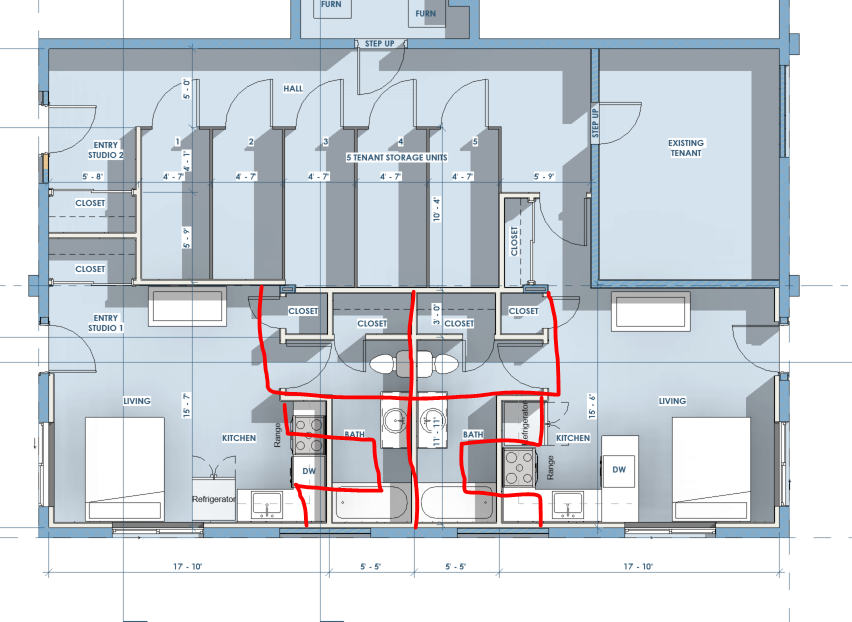 FURN
FURN
STEP UP
HALL
5' - 0"
STEP UP
1
2
3
4
5
ENTRY
STUDIO 2
EXISTING
TENANT
5 TENANT STORAGE UNITS
4' - 1"
5' - 8"
4' - 7"
4' - 7"
4' - 7"
4' - 7"
4' - 7"
5' - 9"
CLOSET
10' - 4"
5' - 9"
CLOSET
CLOSET
ENTRY
STUDIO 1
CLOSET
CLOSET
3' - 0"
CLOSET
CLOSET
LIVING
15' - 7"
15' - 6"
LIVING
KITCHEN
Range
BATH
11' - 11"
BATH
Refrigerator
KITCHEN
DW
Range
DW
Refrigerator
17' - 10"
5' - 5"
5' - 5"
17' - 10"